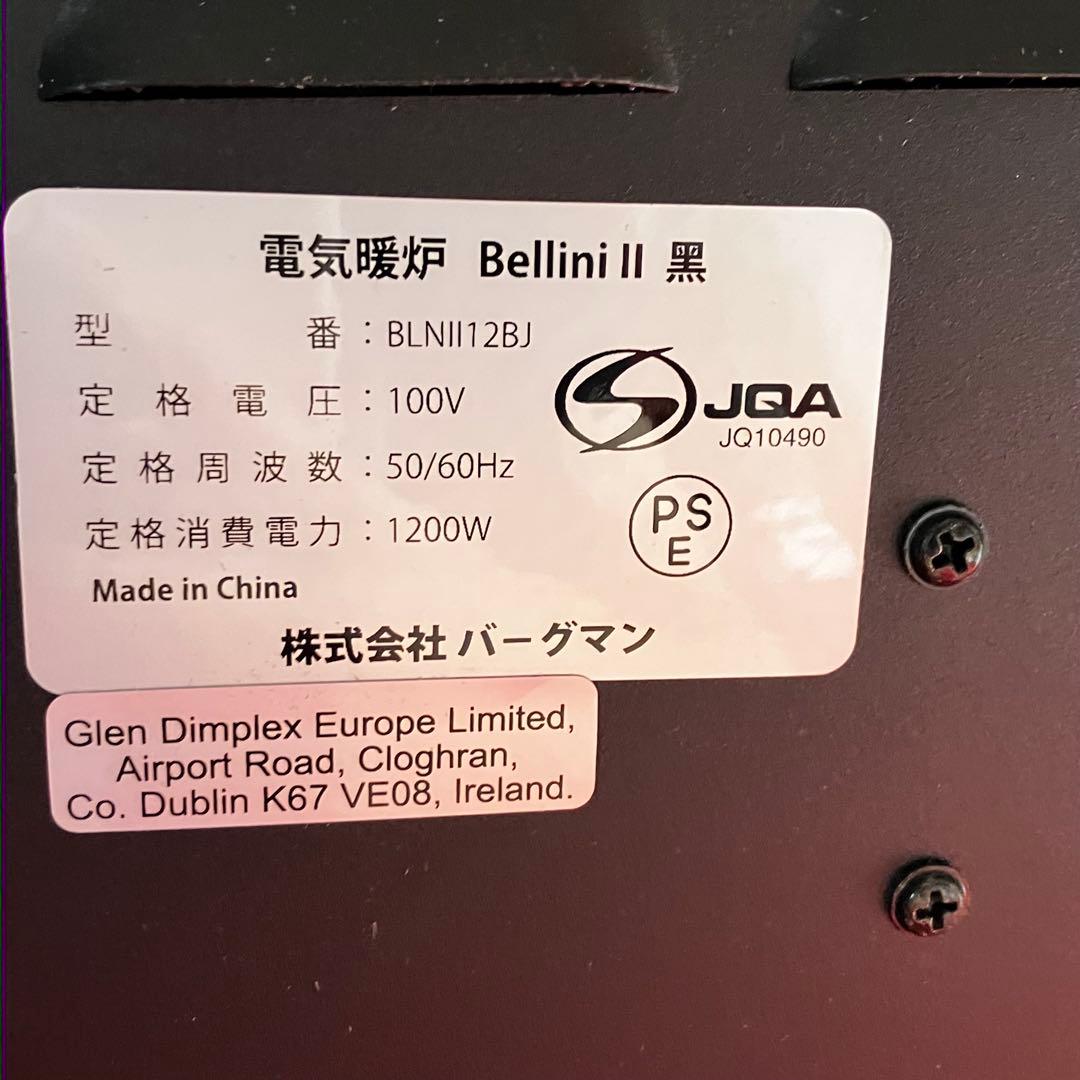 電気暖炉 Bellini II 黒
型番：BLNII12BJ
定格電圧：100V
定格周波数：50/60Hz
定格消費電力：1200W
Made in China
株式会社 バーグマン
S JQA
JQ10490
PS
E
Glen Dimplex Europe Limited,
Airport Road, Cloghran,
Co. Dublin K67 VE08, Ireland.